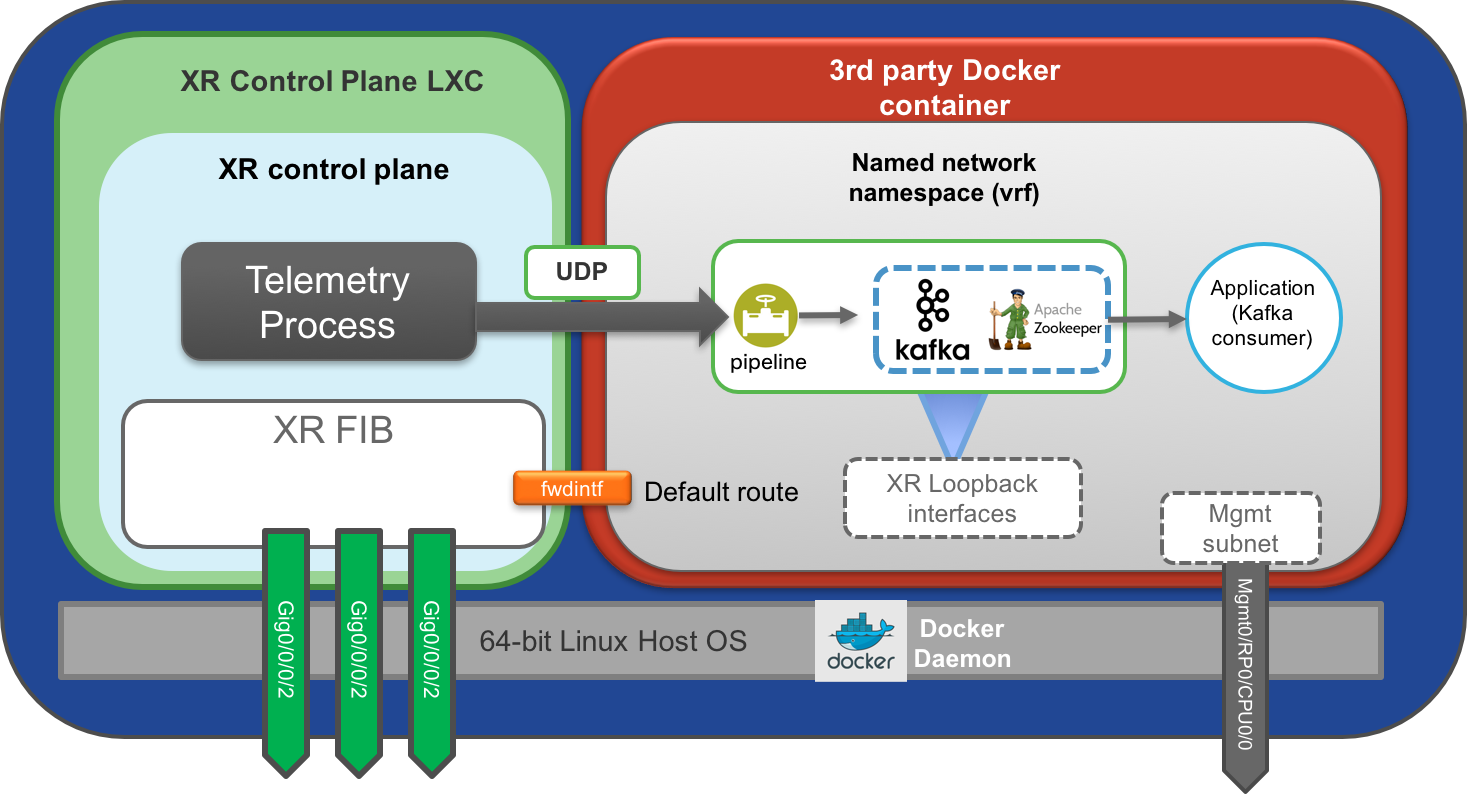 XR Control Plane LXC
XR control plane
Telemetry
Process
UDP
XR FIB
fwdintf
Default route
3rd party Docker
container
Named network
namespace (vrf)
pipeline
kafka
Apache
Zookeeper
Application
(Kafka
consumer)
XR Loopback
interfaces
Mgmt
subnet
Gig0/0/0/2
Gig0/0/0/2
Gig0/0/0/2
64-bit Linux Host OS
docker
Docker
Daemon
Mgmt0/RP0/CPU0/0